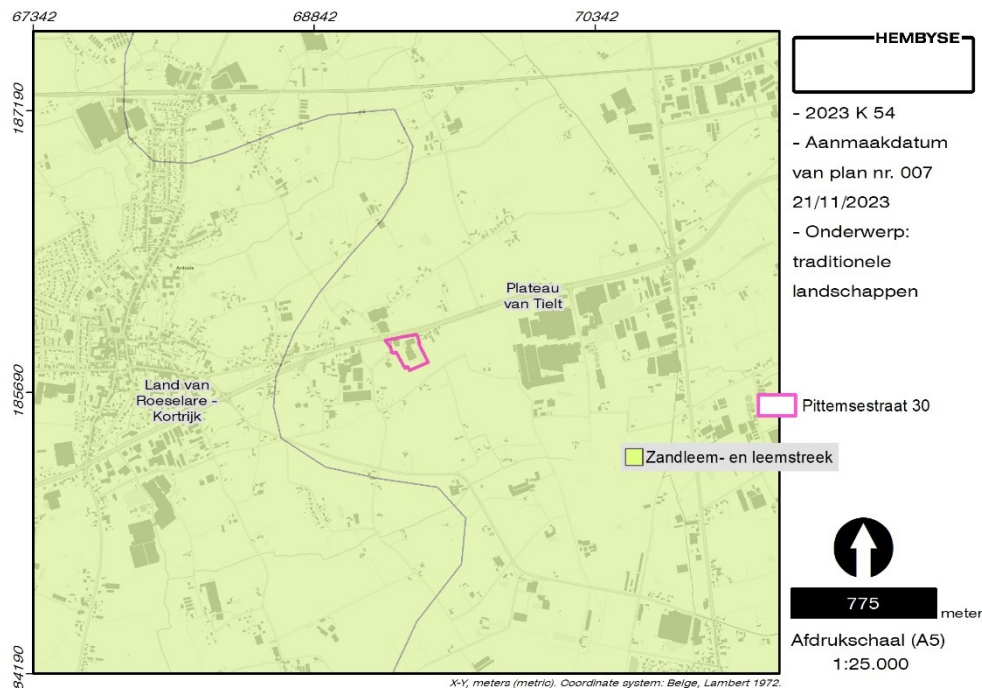 67342
68842
70342
187190
185690
84190
HEMBYSE
- 2023 K 54
- Aanmaakdatum
van plan nr. 007
21/11/2023
- Onderwerp:
traditionele
landschappen
Ardooie
Plateau
van Tielt
Land van
Roeselare -
Kortrijk
Pittemsestraat 30
Zandleem- en leemstreek
775
meter
Afdrukschaal (A5)
1:25.000
X-Y, meters (metric). Coordinate system: Belge, Lambert 1972.